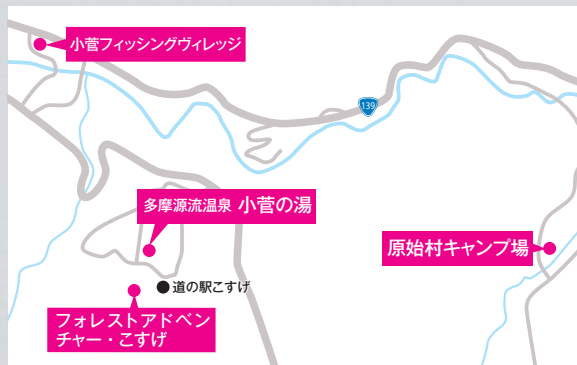 小菅フィッシングヴィレッジ
139
多摩源流温泉 小菅の湯
原始村キャンプ場
道の駅こすげ
フォレストアドベン
チャー・こすげ